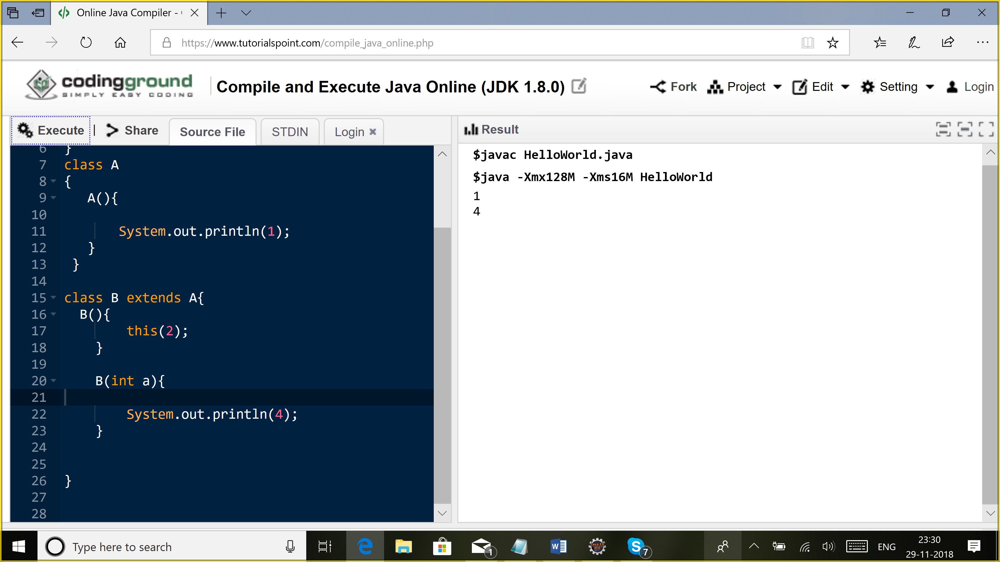 Online Java Compiler - 
https://www.tutorialspoint.com/compile_java_online.php
codingground
SIMPLY EASY CODING
Compile and Execute Java Online (JDK 1.8.0)
Fork
Project
Edit
Setting
Login
Execute | Share
Source File
STDIN
Login
Result
6 }
7 class A
8 {
9 A(){
10
11 System.out.println(1);
12 }
13 }
14
15 class B extends A{
16 B(){
17 this(2);
18 }
19
20 B(int a){
21
22 System.out.println(4);
23 }
24
25
26 }
27
28
$javac HelloWorld.java
$java -Xmx128M -Xms16M HelloWorld
1
4
Type here to search
1
Java EE
IDE
7
ENG
23:30
29-11-2018